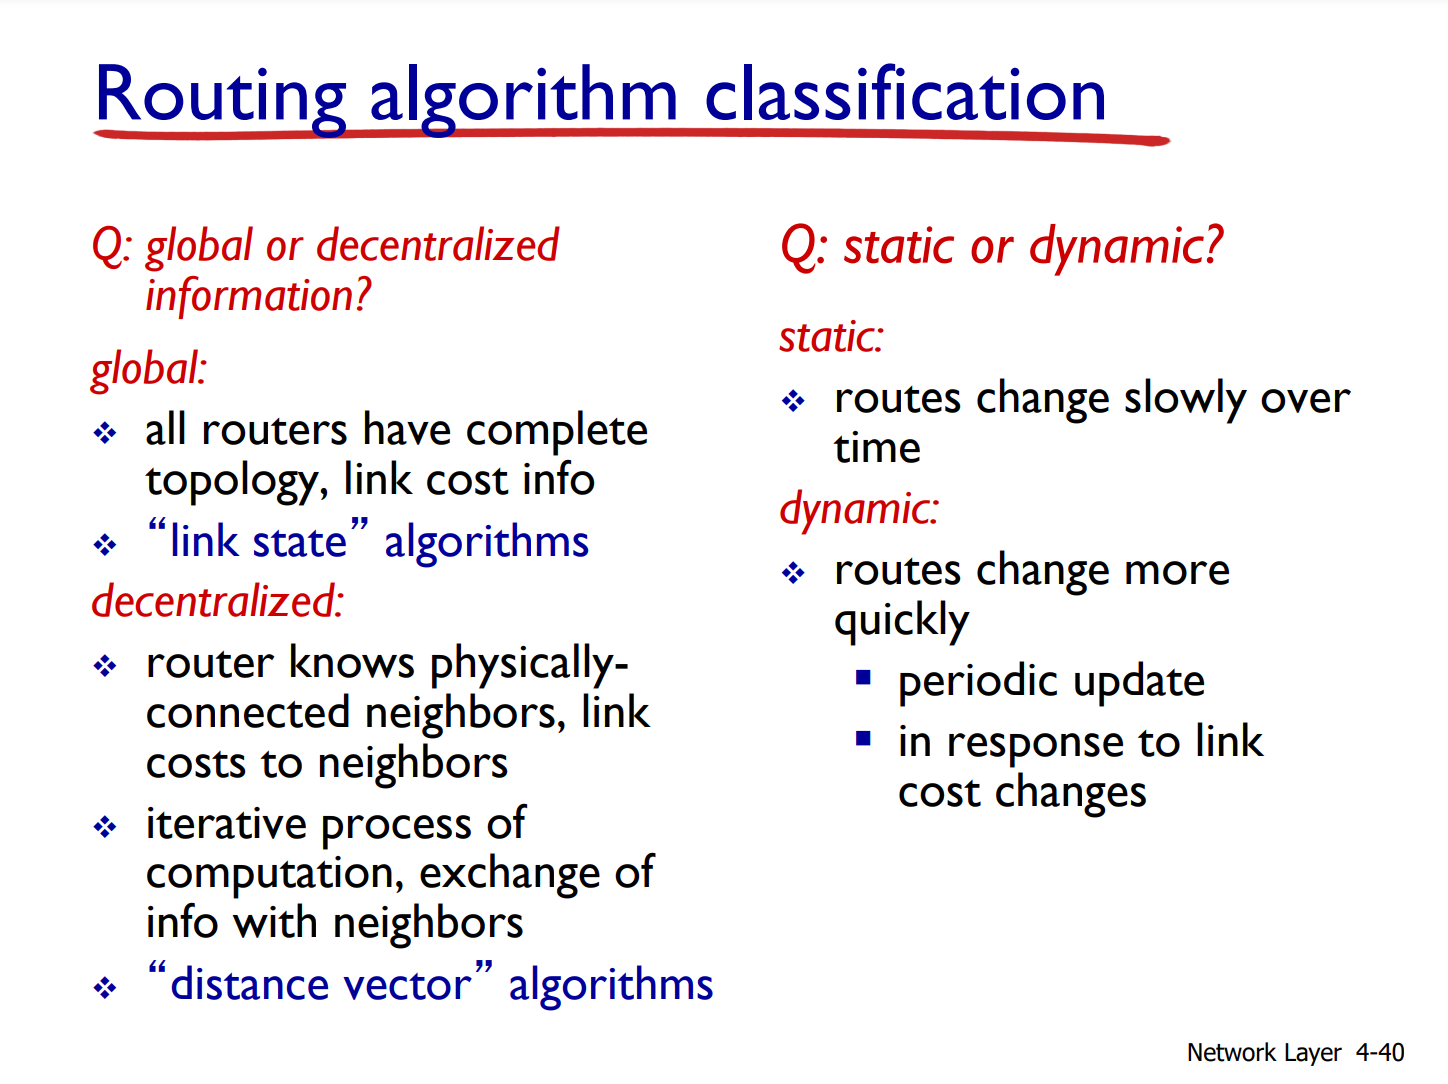 Routing algorithm classification
Q: global or decentralized
information?
global:
all routers have complete
topology, link cost info
“link state” algorithms
decentralized:
router knows physically-
connected neighbors, link
costs to neighbors
iterative process of
computation, exchange of
info with neighbors
“distance vector” algorithms
Q: static or dynamic?
static:
routes change slowly over
time
dynamic:
routes change more
quickly
periodic update
in response to link
cost changes
Network Layer 4-40